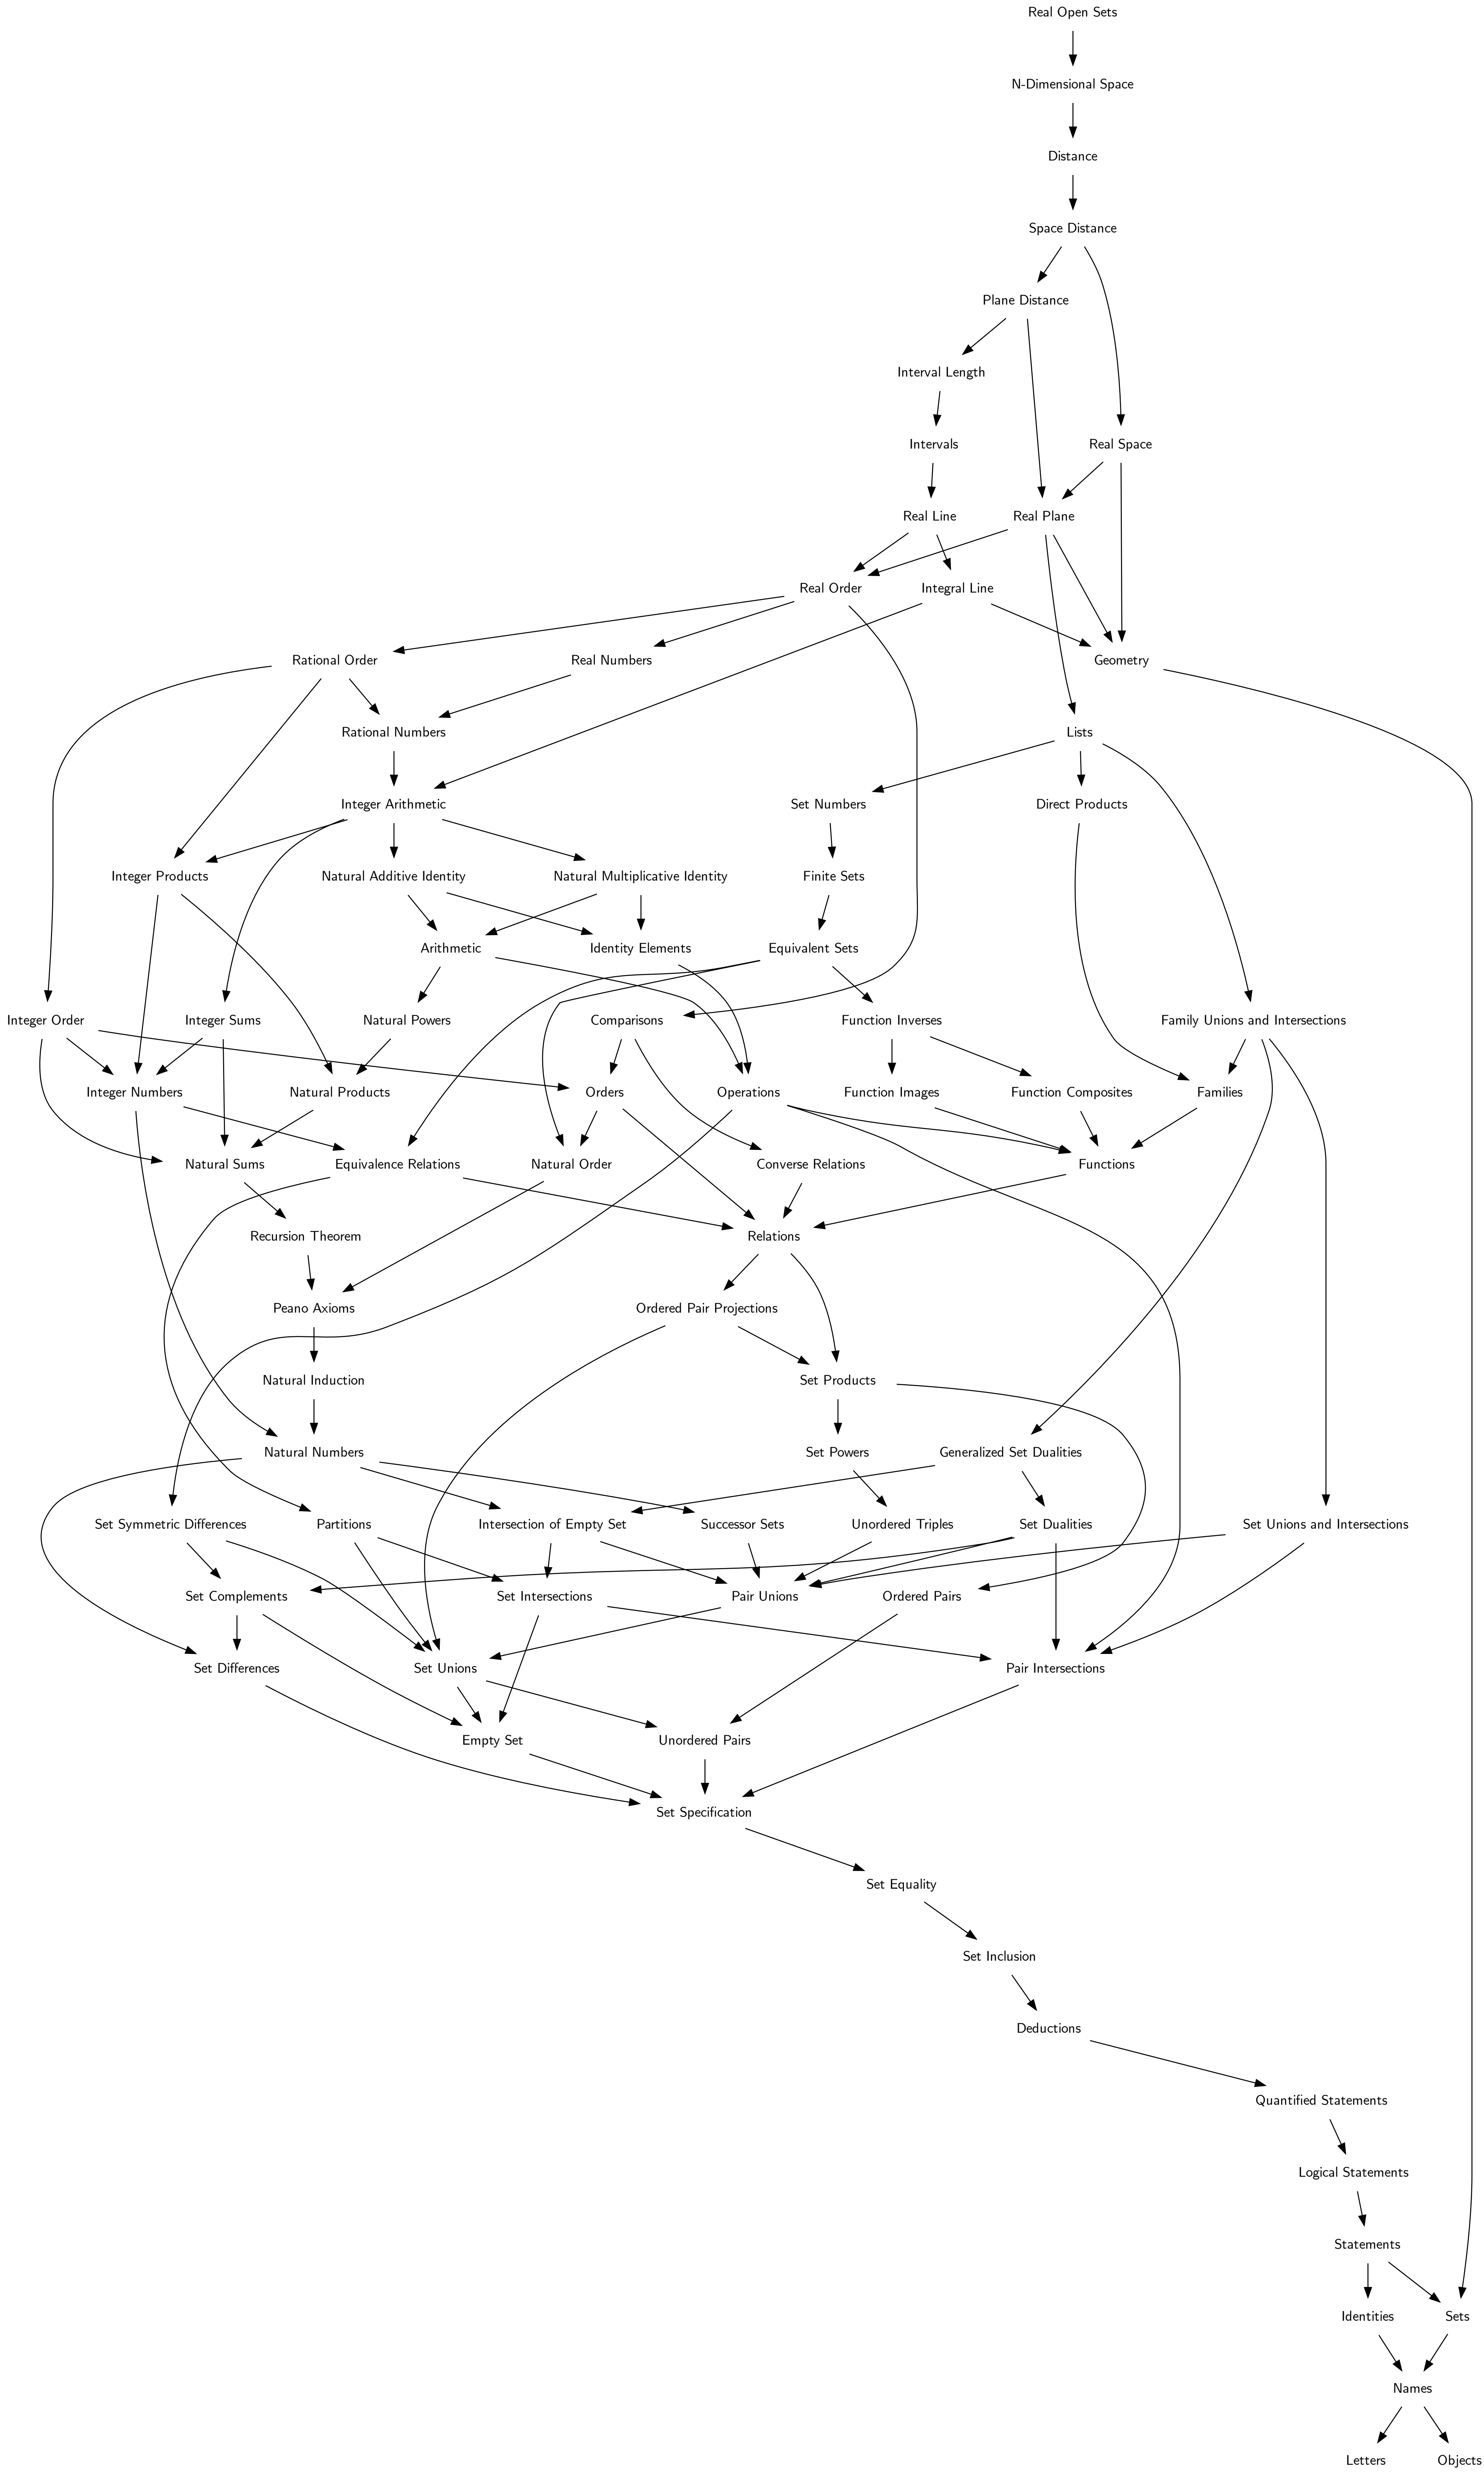 Real Open Sets
N-Dimensional Space
Distance
Space Distance
Plane Distance
Interval Length
Intervals
Real Space
Real Line
Real Plane
Real Order
Integral Line
Rational Order
Real Numbers
Geometry
Rational Numbers
Lists
Integer Arithmetic
Set Numbers
Direct Products
Integer Products
Natural Additive Identity
Natural Multiplicative Identity
Finite Sets
Arithmetic
Identity Elements
Equivalent Sets
Integer Order
Integer Sums
Natural Powers
Comparisons
Function Inverses
Family Unions and Intersections
Integer Numbers
Natural Products
Orders
Operations
Function Images
Function Composites
Families
Natural Sums
Equivalence Relations
Natural Order
Converse Relations
Functions
Recursion Theorem
Relations
Peano Axioms
Ordered Pair Projections
Natural Induction
Set Products
Natural Numbers
Set Powers
Generalized Set Dualities
Set Symmetric Differences
Partitions
Intersection of Empty Set
Successor Sets
Unordered Triples
Set Dualities
Set Unions and Intersections
Set Complements
Set Intersections
Pair Unions
Ordered Pairs
Set Differences
Set Unions
Pair Intersections
Empty Set
Unordered Pairs
Set Specification
Set Equality
Set Inclusion
Deductions
Quantified Statements
Logical Statements
Statements
Identities
Sets
Names
Letters
Objects